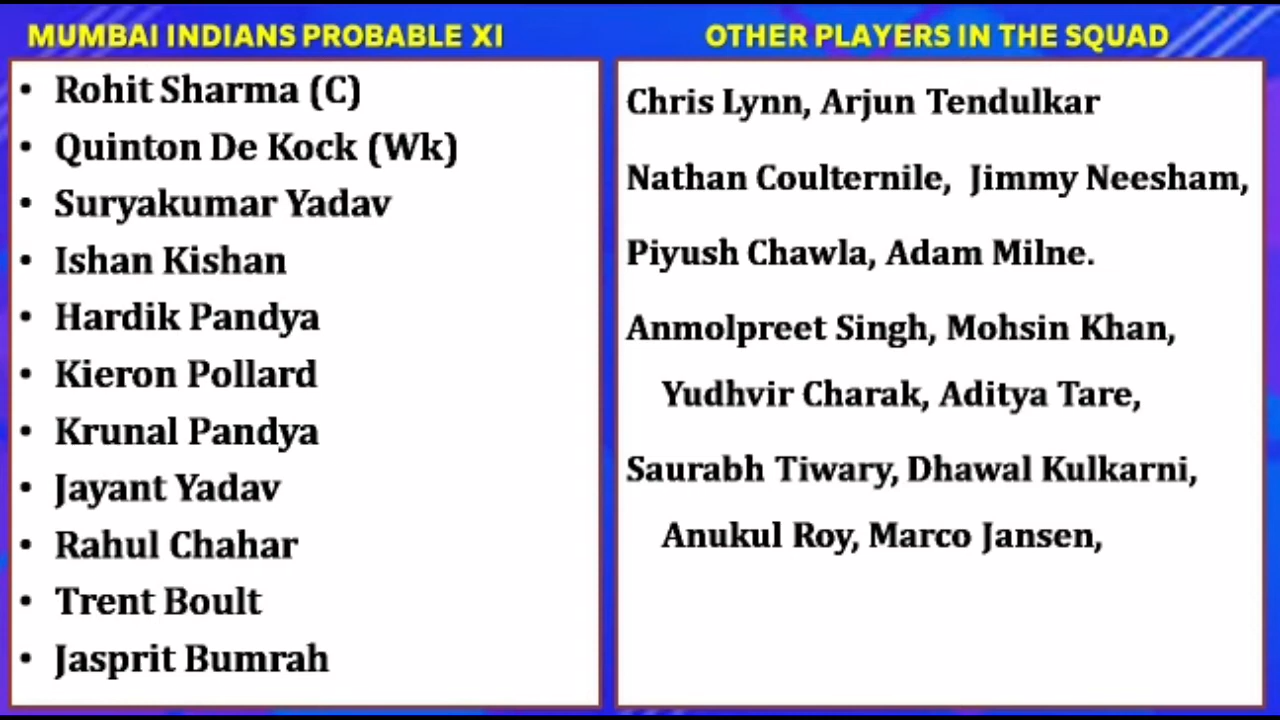 MUMBAI INDIANS PROBABLE XI
• Rohit Sharma (C)
• Quinton De Kock (Wk)
• Suryakumar Yadav
• Ishan Kishan
• Hardik Pandya
• Kieron Pollard
• Krunal Pandya
• Jayant Yadav
• Rahul Chahar
• Trent Boult
• Jasprit Bumrah
OTHER PLAYERS IN THE SQUAD
Chris Lynn, Arjun Tendulkar
Nathan Coulternile, Jimmy Neesham,
Piyush Chawla, Adam Milne.
Anmolpreet Singh, Mohsin Khan,
Yudhvir Charak, Aditya Tare,
Saurabh Tiwary, Dhawal Kulkarni,
Anukul Roy, Marco Jansen,